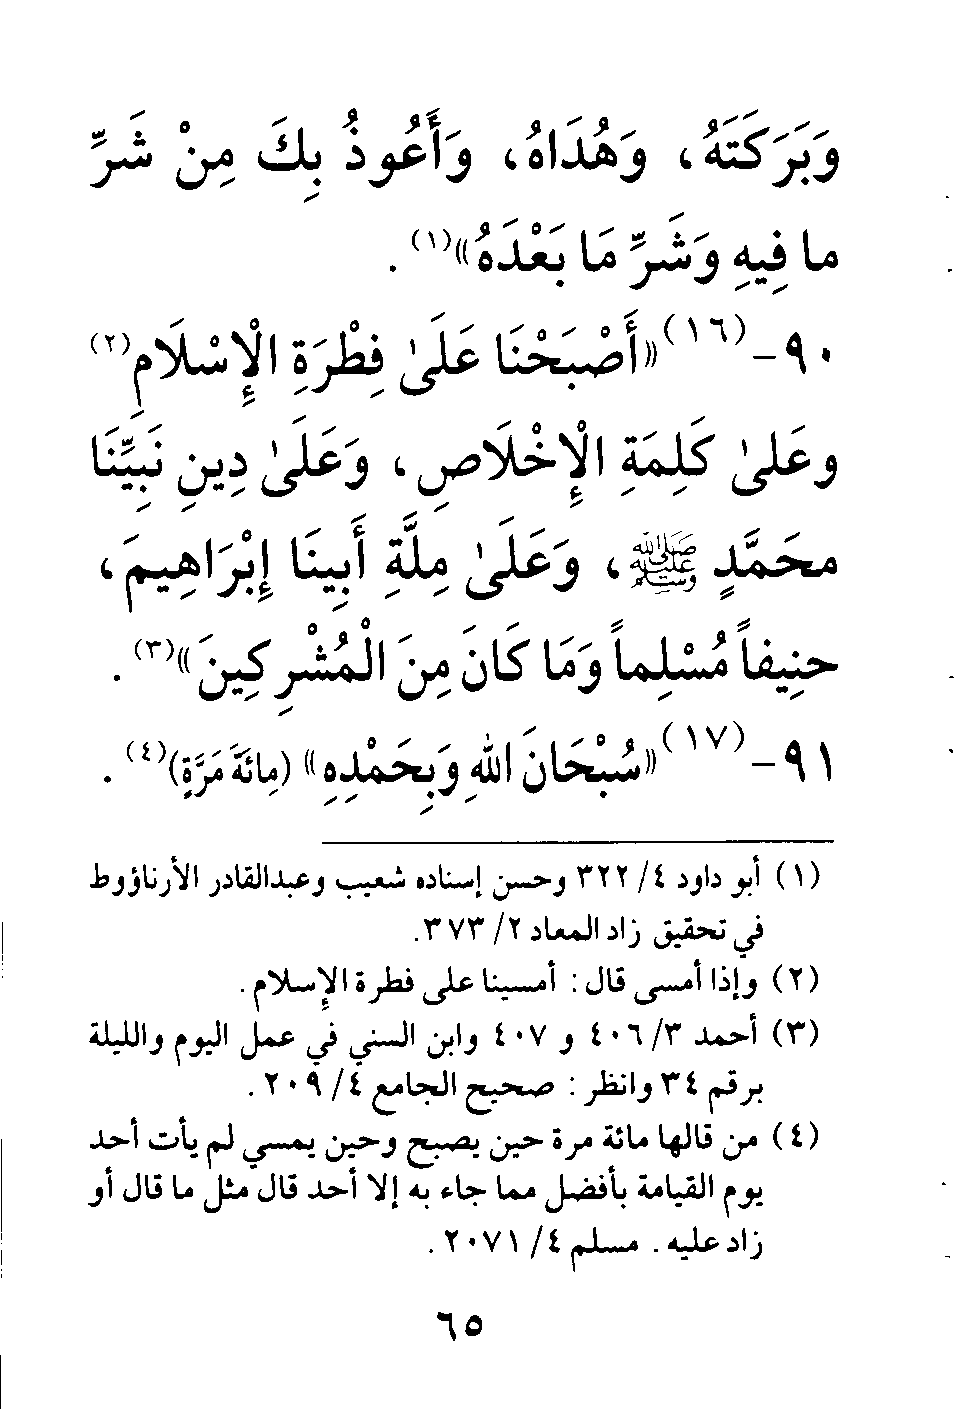 وَبَرَكَتَهُ، وَهُدَاهُ، وَأَعُوذُ بِكَ مِنْ شَرِّ
ما فِيهِ وَشَرِّ مَا بَعْدَهُ»(١).
٩٠-(١٦)«أَصْبَحْنَا عَلَىٰ فِطْرَةِ الْإِسْلَامِ(٢)
وعَلىٰ كَلِمَةِ الْإِخْلَاصِ، وَعَلَىٰ دِينِ نَبِيِّنَا
محَمَّدٍ ﷺ، وَعَلَىٰ مِلَّةِ أَبِينَا إِبْرَاهِيمَ،
حنِيفاً مُسْلِماً وَمَا كَانَ مِنَ الْمُشْرِكِينَ»(٣).
٩١-(١٧)«سُبْحَانَ اللهِ وَبِحَمْدِهِ» (مِائَةَ مَرَّةٍ)(٤).
(١) أبو داود ٤/ ٣٢٢ وحسن إسناده شعيب وعبدالقادر الأرناؤوط
في تحقيق زاد المعاد ٢/ ٣٧٣.
(٢) وإذا أمسى قال: أمسينا على فطرة الإسلام.
(٣) أحمد ٣/ ٤٠٦ و ٤٠٧ وابن السني في عمل اليوم والليلة
برقم ٣٤ وانظر: صحيح الجامع ٤/ ٢٠٩.
(٤) من قالها مائة مرة حين يصبح وحين يمسي لم يأت أحد
يوم القيامة بأفضل مما جاء به إلا أحد قال مثل ما قال أو
زاد عليه. مسلم ٤/ ٢٠٧١.
٦٥